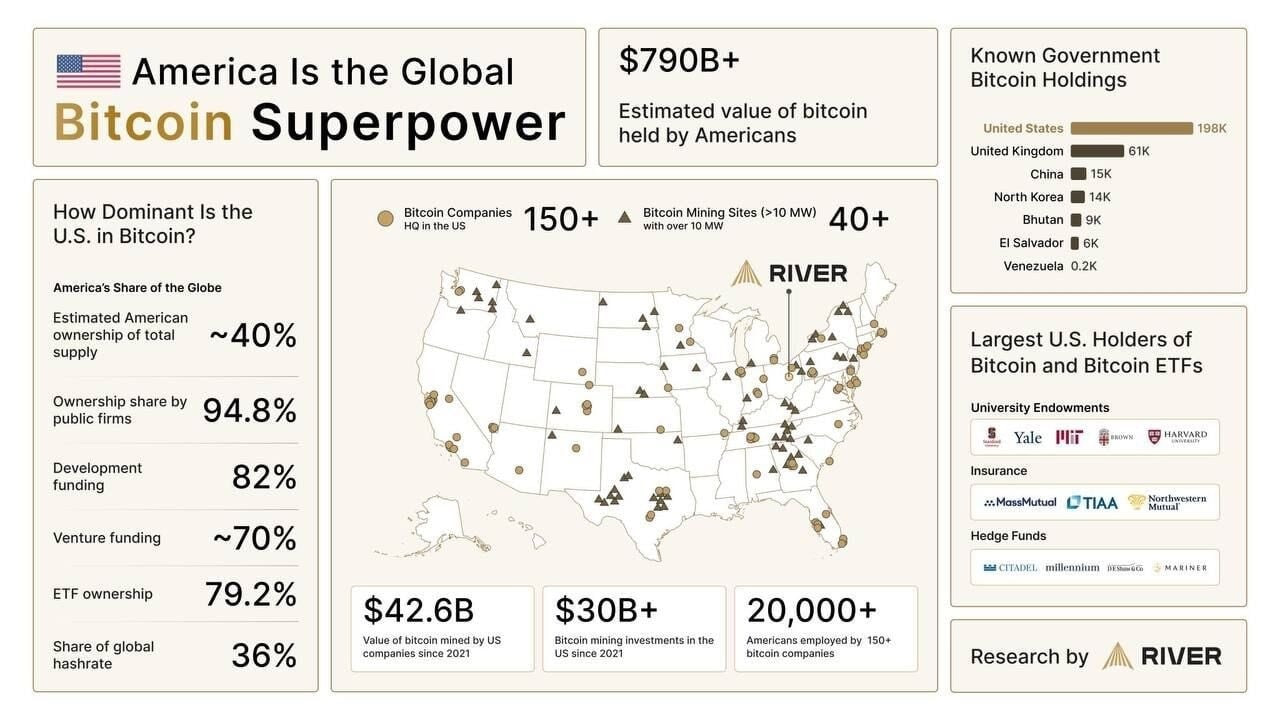 America Is the Global
Bitcoin Superpower
$790B+
Estimated value of bitcoin
held by Americans
Known Government
Bitcoin Holdings
United States 198K
United Kingdom 61K
China 15K
North Korea 14K
Bhutan 9K
El Salvador 6K
Venezuela 0.2K
How Dominant Is the
U.S. in Bitcoin?
America's Share of the Globe
Estimated American
ownership of total
supply
~40%
Ownership share by
public firms
94.8%
Development
funding
82%
Venture funding
~70%
ETF ownership
79.2%
Share of global
hashrate
36%
Bitcoin Companies
HQ in the US
150+
Bitcoin Mining Sites (>10 MW)
with over 10 MW
40+
RIVER
$42.6B
Value of bitcoin mined by US
companies since 2021
$30B+
Bitcoin mining investments in the
US since 2021
20,000+
Americans employed by 150+
bitcoin companies
Largest U.S. Holders of
Bitcoin and Bitcoin ETFs
University Endowments
Stanford
University
Yale
MIT
BROWN
HARVARD
UNIVERSITY
Insurance
MassMutual
TIAA
Northwestern
Mutual
Hedge Funds
CITADEL
millennium
DE Shaw & Co
MARINER
Research by
RIVER